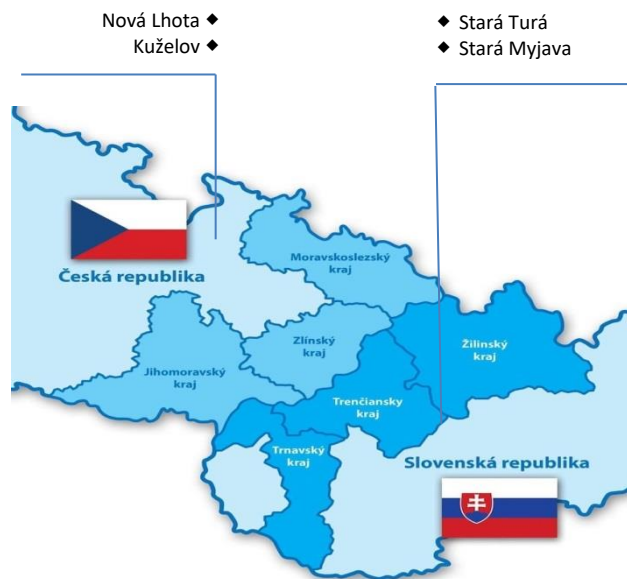 Nová Lhota ◆
Kuželov ◆
◆ Stará Turá
◆ Stará Myjava
Moravskoslezský
kraj
Česká republika
Zlínský
kraj
Žilinský
kraj
Jihomoravský
kraj
Trenčiansky
kraj
Trnavský
kraj
Slovenská republika